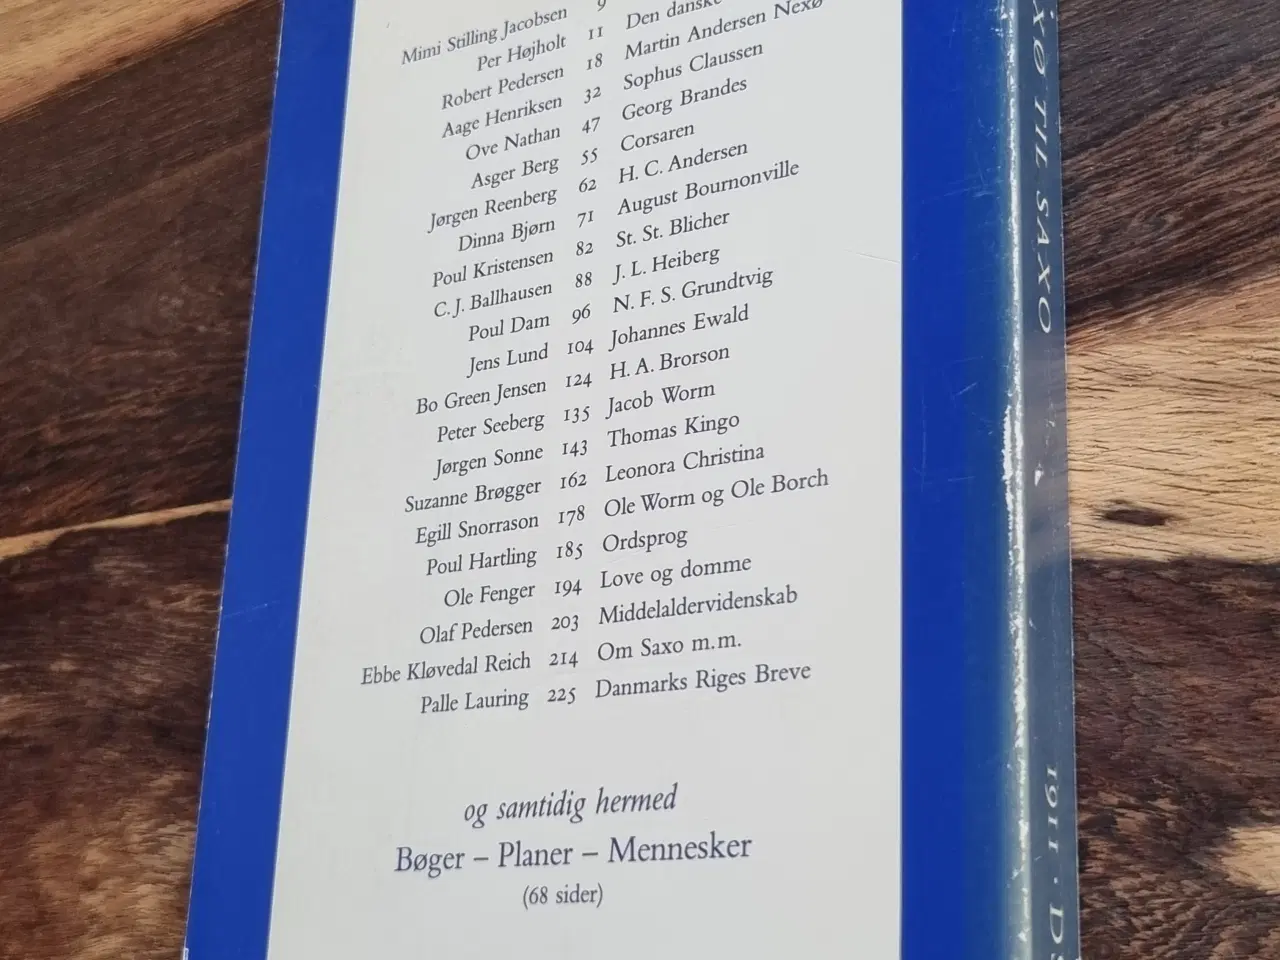 Mimi Stilling Jacobsen 9
Per Højholt 11 Den danske
Robert Pedersen 18 Martin Andersen Nexø
Aage Henriksen 32 Sophus Claussen
Ove Nathan 47 Georg Brandes
Asger Berg 55 Corsaren
Jørgen Reenberg 62 H. C. Andersen
Dinna Bjørn 71 August Bournonville
Poul Kristensen 82 St. St. Blicher
C. J. Ballhausen 88 J. L. Heiberg
Poul Dam 96 N. F. S. Grundtvig
Jens Lund 104 Johannes Ewald
Bo Green Jensen 124 H. A. Brorson
Peter Seeberg 135 Jacob Worm
Jørgen Sonne 143 Thomas Kingo
Suzanne Brøgger 162 Leonora Christina
Egill Snorrason 178 Ole Worm og Ole Borch
Poul Hartling 185 Ordsprog
Ole Fenger 194 Love og domme
Olaf Pedersen 203 Middelaldervidenskab
Ebbe Kløvedal Reich 214 Om Saxo m.m.
Palle Lauring 225 Danmarks Riges Breve
og samtidig hermed
Bøger – Planer – Mennesker
(68 sider)
TIL SAXO
1911 · DS